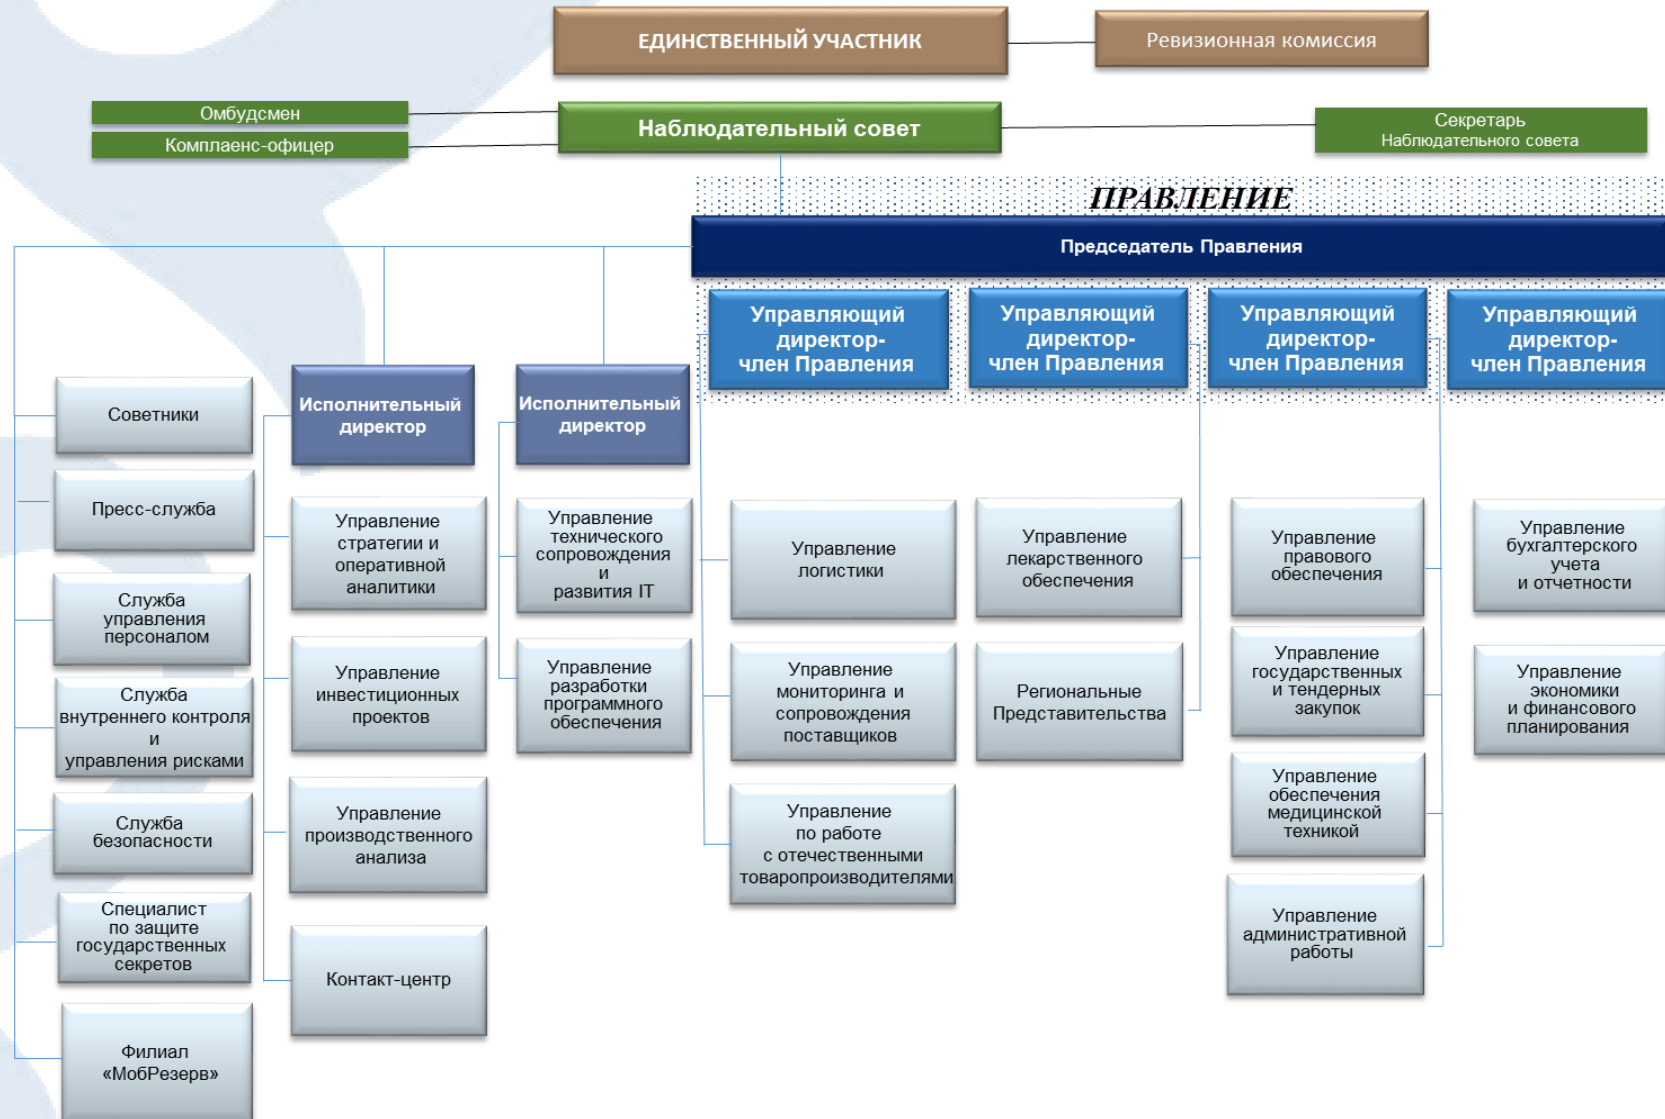 ЕДИНСТВЕННЫЙ УЧАСТНИК
Ревизионная комиссия
Омбудсмен
Комплаенс-офицер
Наблюдательный совет
Секретарь
Наблюдательного совета
ПРАВЛЕНИЕ
Председатель Правления
Управляющий
директор-
член Правления
Управляющий
директор-
член Правления
Управляющий
директор-
член Правления
Управляющий
директор-
член Правления
Исполнительный
директор
Исполнительный
директор
Советники
Пресс-служба
Служба
управления
персоналом
Служба
внутреннего контроля
и
управления рисками
Служба
безопасности
Специалист
по защите
государственных
секретов
Филиал
«МобРезерв»
Управление
стратегии и
оперативной
аналитики
Управление
инвестиционных
проектов
Управление
производственного
анализа
Контакт-центр
Управление
технического
сопровождения
и
развития IT
Управление
разработки
программного
обеспечения
Управление
логистики
Управление
мониторинга и
сопровождения
поставщиков
Управление
по работе
с отечественными
товаропроизводителями
Управление
лекарственного
обеспечения
Региональные
Представительства
Управление
правового
обеспечения
Управление
государственных
и тендерных
закупок
Управление
обеспечения
медицинской
техникой
Управление
административной
работы
Управление
бухгалтерского
учета
и отчетности
Управление
экономики
и финансового
планирования